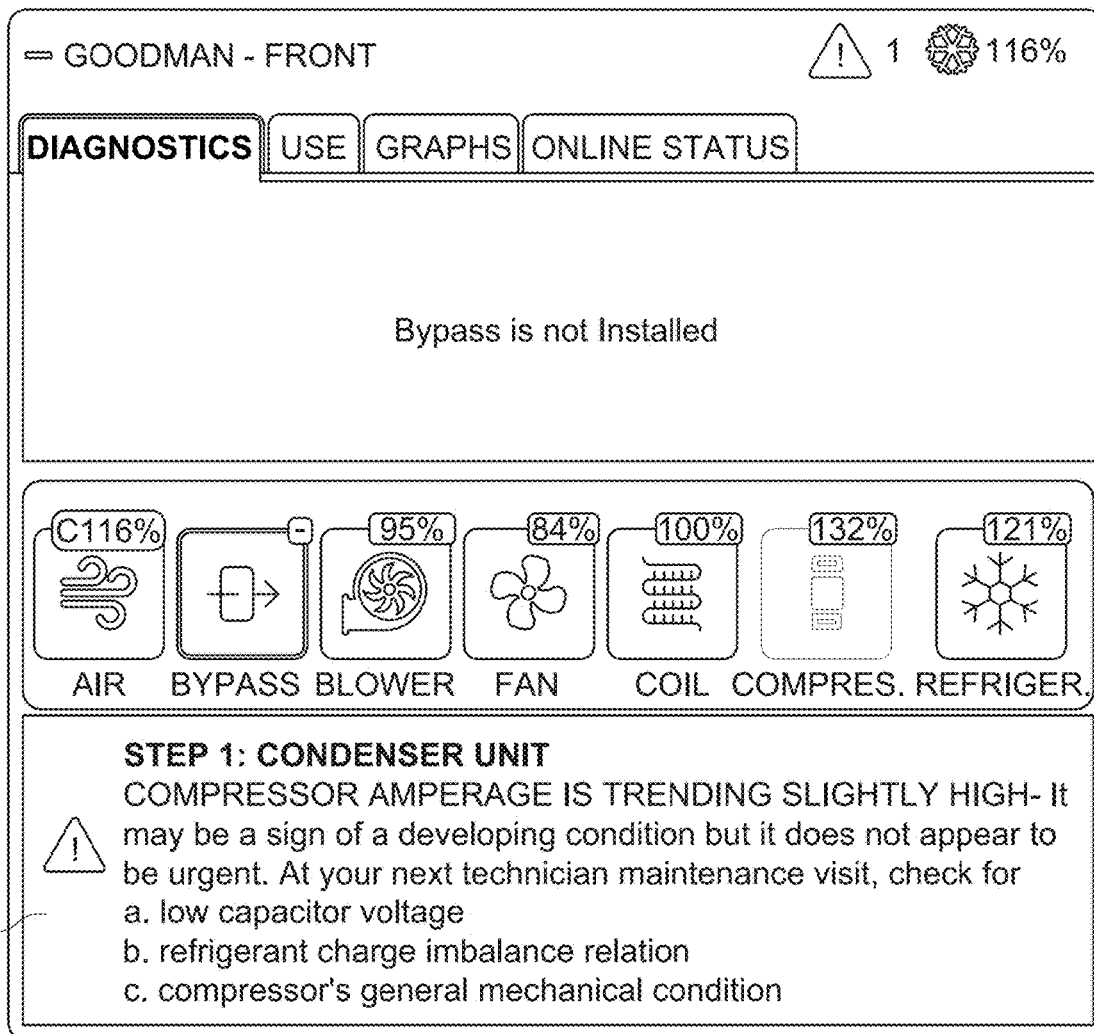 GOODMAN - FRONT
! 1 116%
DIAGNOSTICS USE GRAPHS ONLINE STATUS
Bypass is not Installed
C116% - 95% 84% 100% 132% 121%
AIR BYPASS BLOWER FAN COIL COMPRES. REFRIGER.
STEP 1: CONDENSER UNIT
COMPRESSOR AMPERAGE IS TRENDING SLIGHTLY HIGH- It
! may be a sign of a developing condition but it does not appear to
be urgent. At your next technician maintenance visit, check for
a. low capacitor voltage
b. refrigerant charge imbalance relation
c. compressor's general mechanical condition